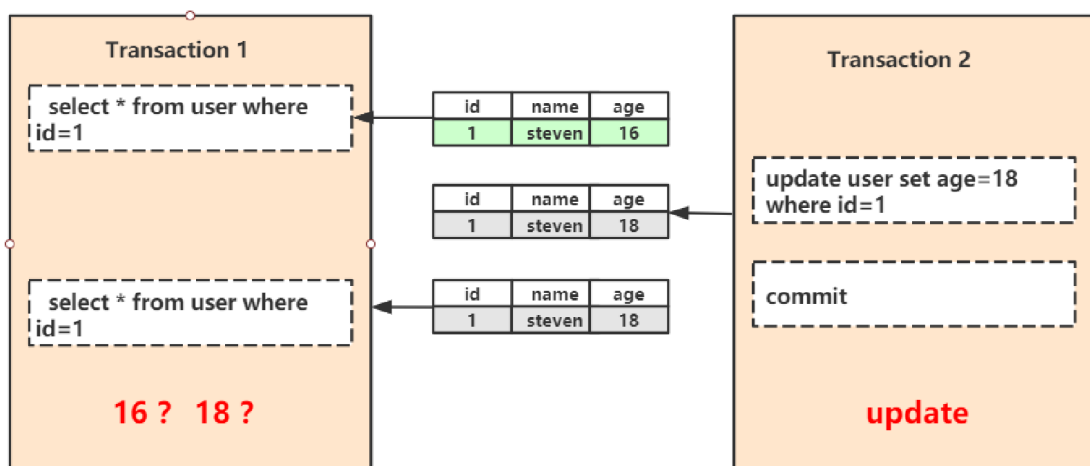 Transaction 1
select * from user where
id=1
select * from user where
id=1
16 ? 18 ?
id name age
1 steven 16
id name age
1 steven 18
id name age
1 steven 18
Transaction 2
update user set age=18
where id=1
commit
update